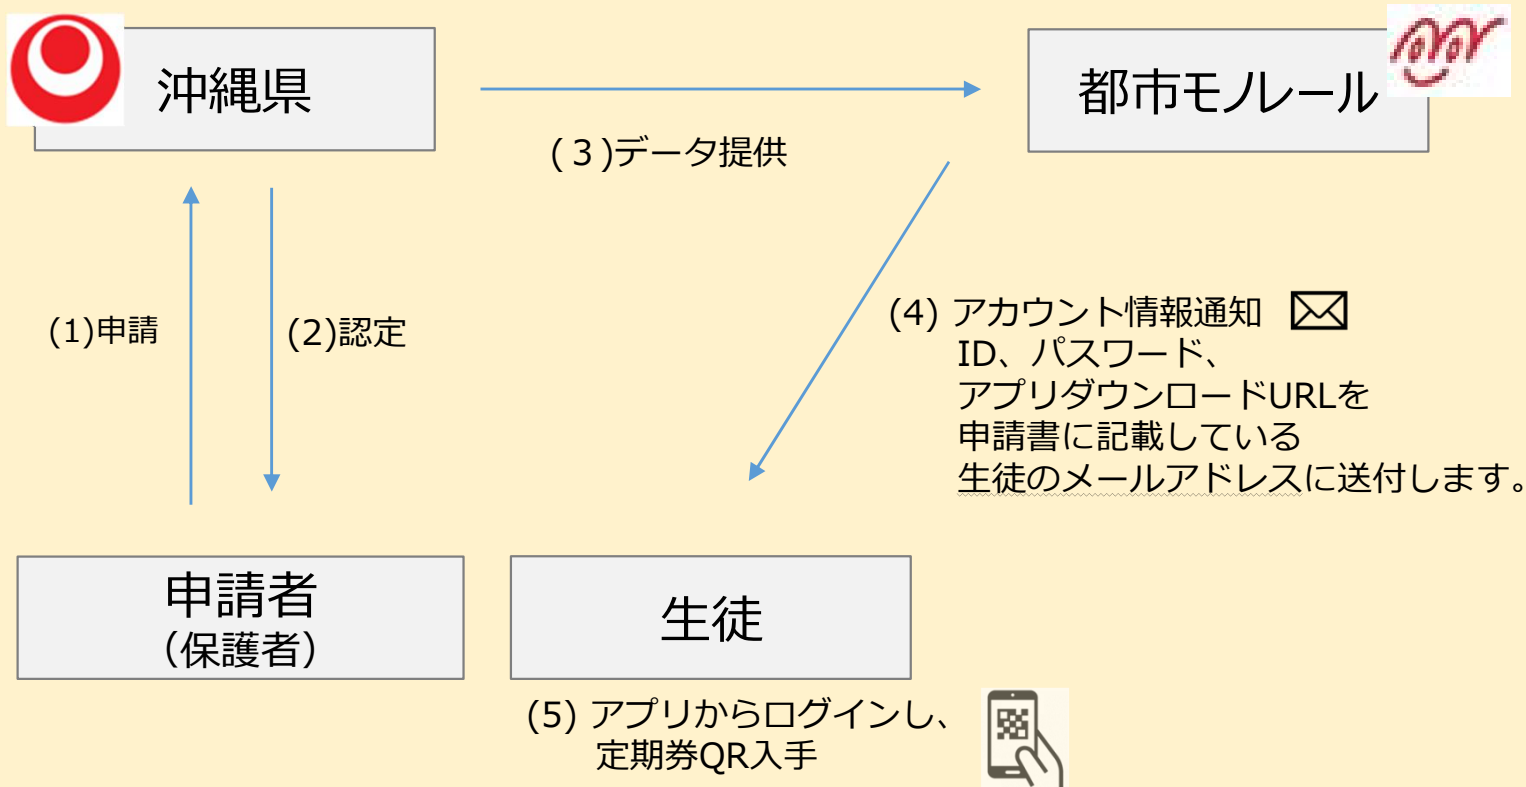 沖縄県
都市モノレール
(３)データ提供
(1)申請
(2)認定
(4) アカウント情報通知
ID、パスワード、
アプリダウンロードURLを
申請書に記載している
生徒のメールアドレスに送付します。
申請者
（保護者）
生徒
(5) アプリからログインし、
定期券QR入手